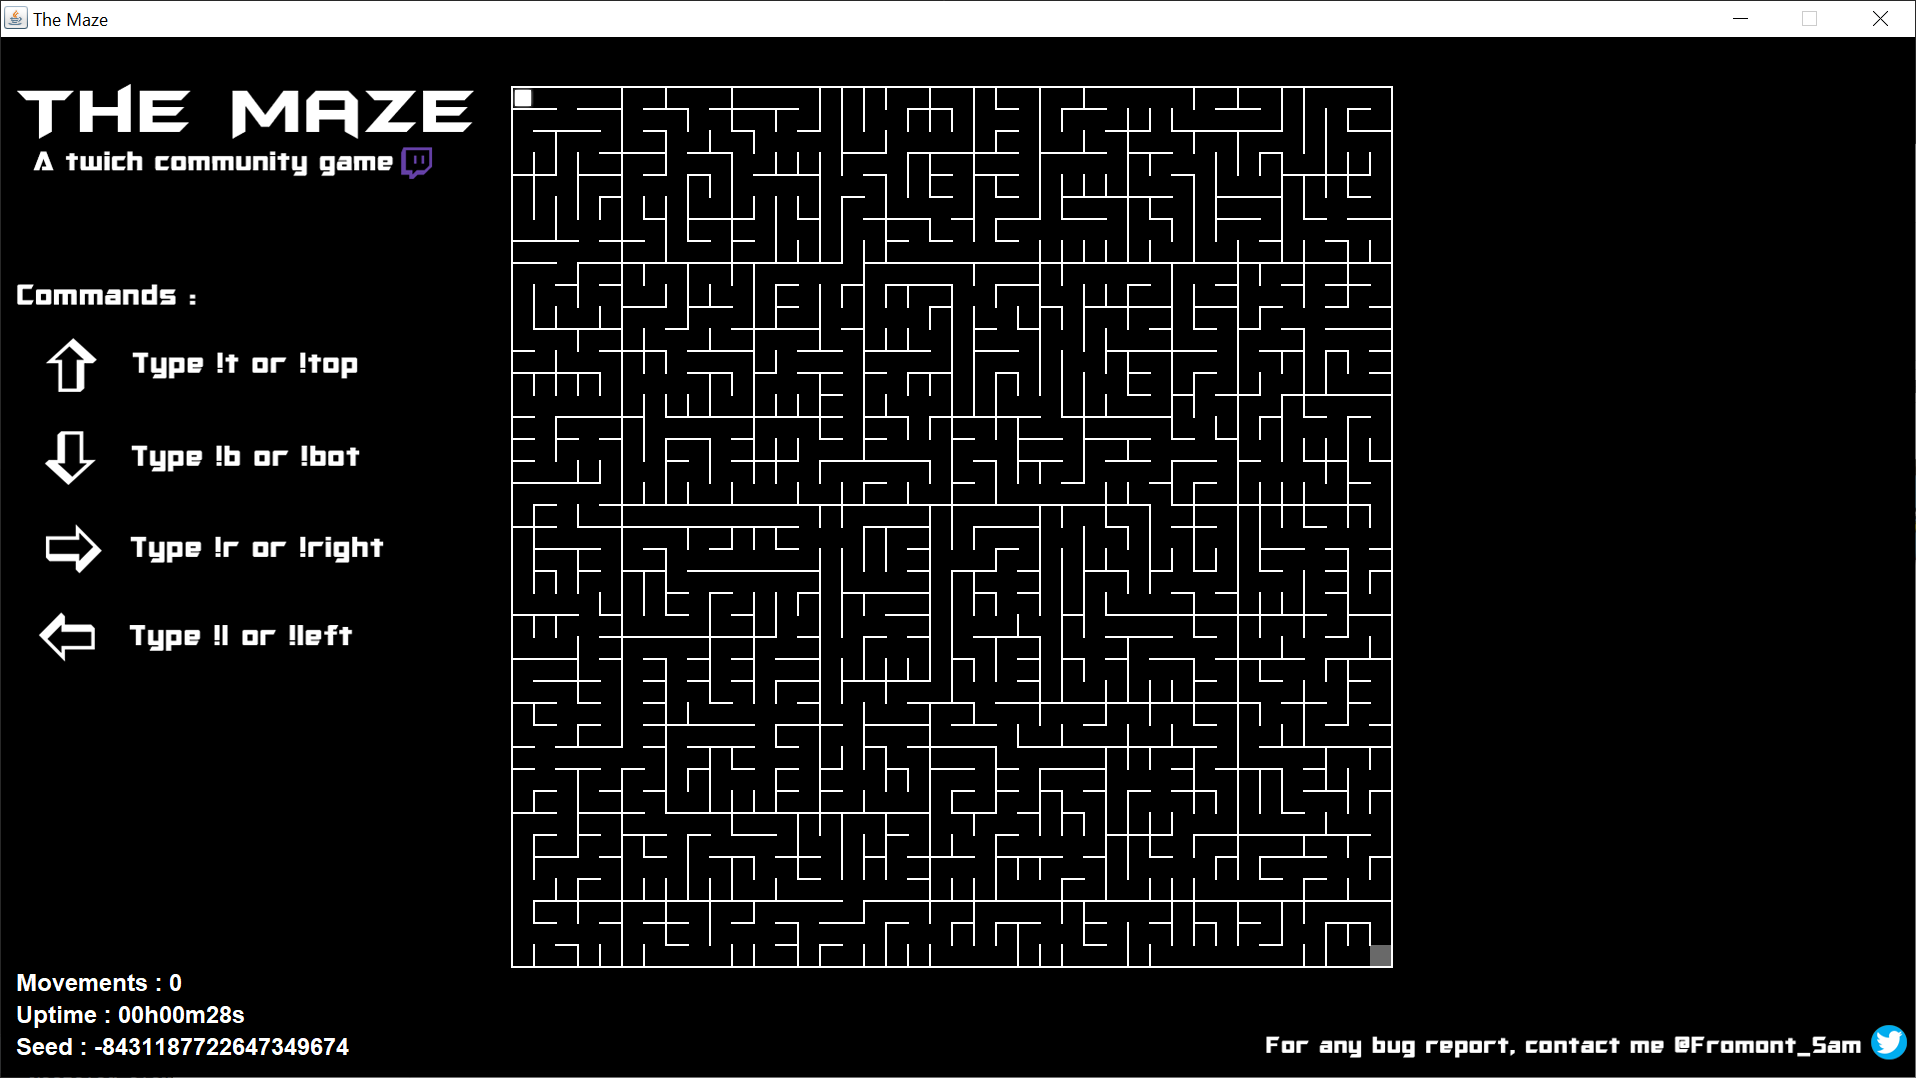 The Maze
THE MAZE
A twich community game
Commands :
Type !t or !top
Type !b or !bot
Type !r or !right
Type !l or !left
Movements : 0
Uptime : 00h00m28s
Seed : -8431187722647349674
For any bug report, contact me @Fromont_Sam